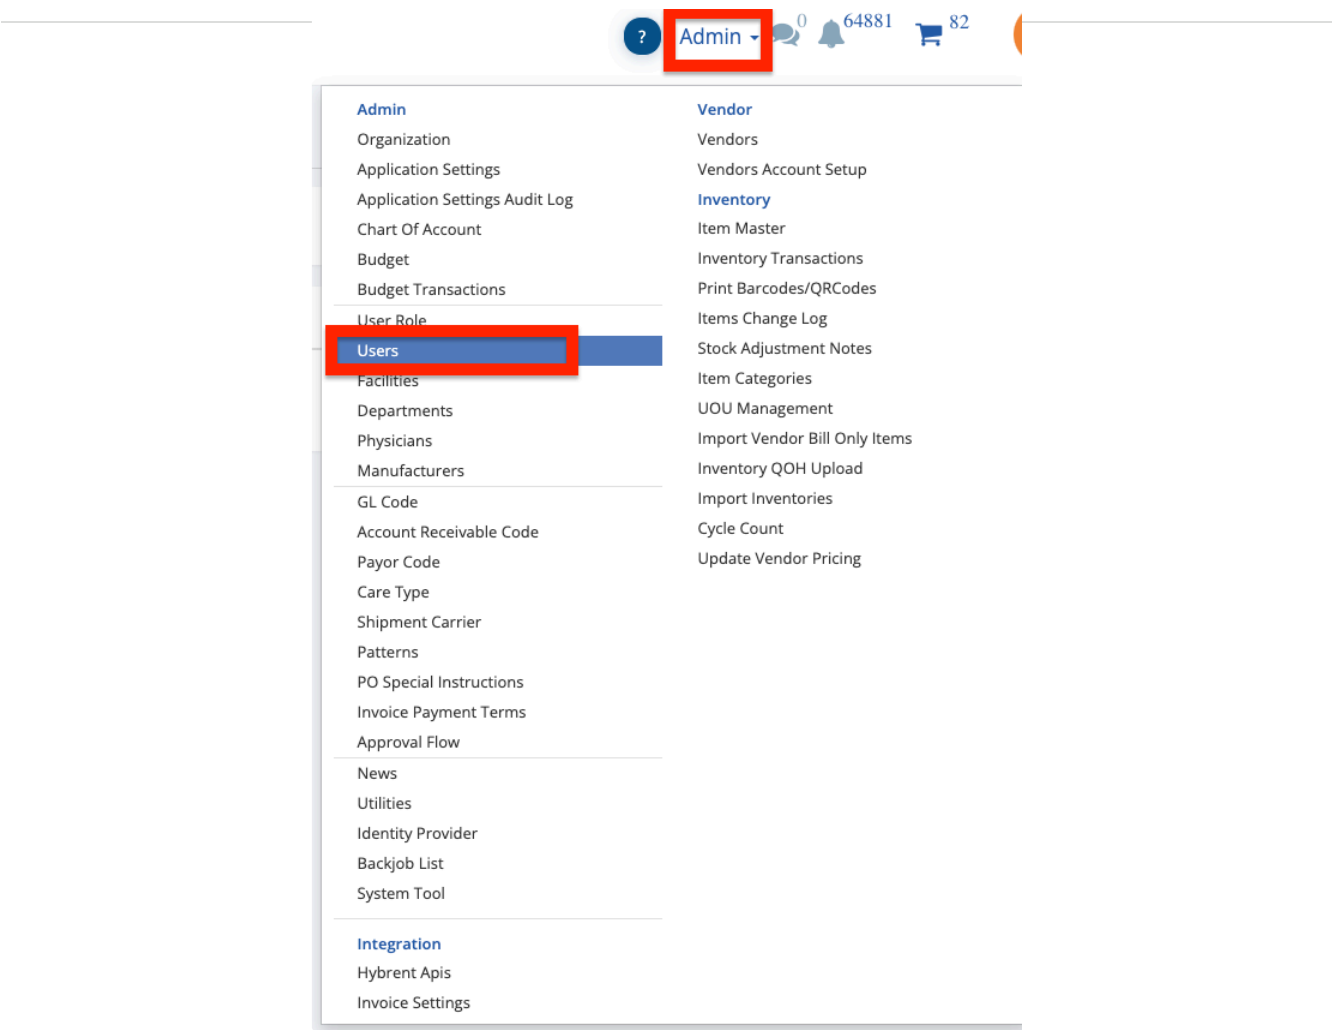 ? Admin 0 64881 82
Admin
Organization
Application Settings
Application Settings Audit Log
Chart Of Account
Budget
Budget Transactions
User Role
Users
Facilities
Departments
Physicians
Manufacturers
GL Code
Account Receivable Code
Payor Code
Care Type
Shipment Carrier
Patterns
PO Special Instructions
Invoice Payment Terms
Approval Flow
News
Utilities
Identity Provider
Backjob List
System Tool
Integration
Hybrent Apis
Invoice Settings
Vendor
Vendors
Vendors Account Setup
Inventory
Item Master
Inventory Transactions
Print Barcodes/QRCodes
Items Change Log
Stock Adjustment Notes
Item Categories
UOU Management
Import Vendor Bill Only Items
Inventory QOH Upload
Import Inventories
Cycle Count
Update Vendor Pricing